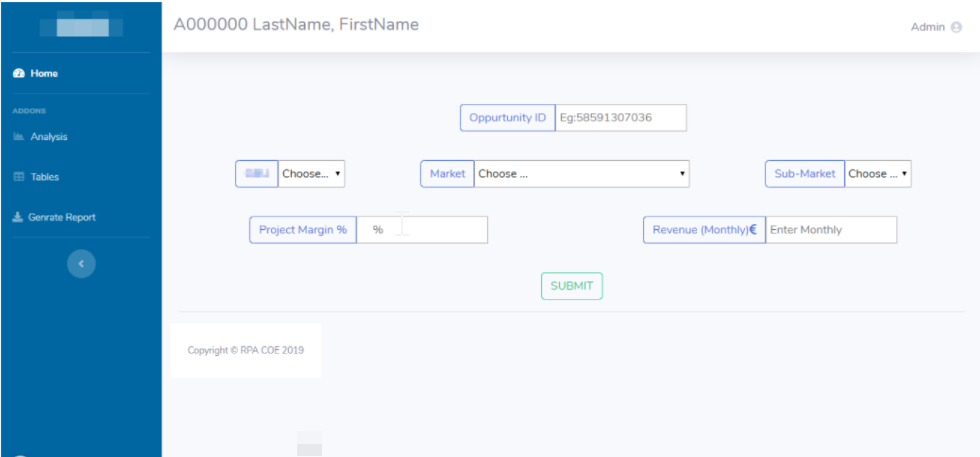 A000000 LastName, FirstName
Admin
Home
ADDONS
Analysis
Tables
Genrate Report
Oppurtunity ID Eg:58591307036
Choose... Market Choose ... Sub-Market Choose ...
Project Margin % % Revenue (Monthly)€ Enter Monthly
SUBMIT
Copyright © RPA COE 2019